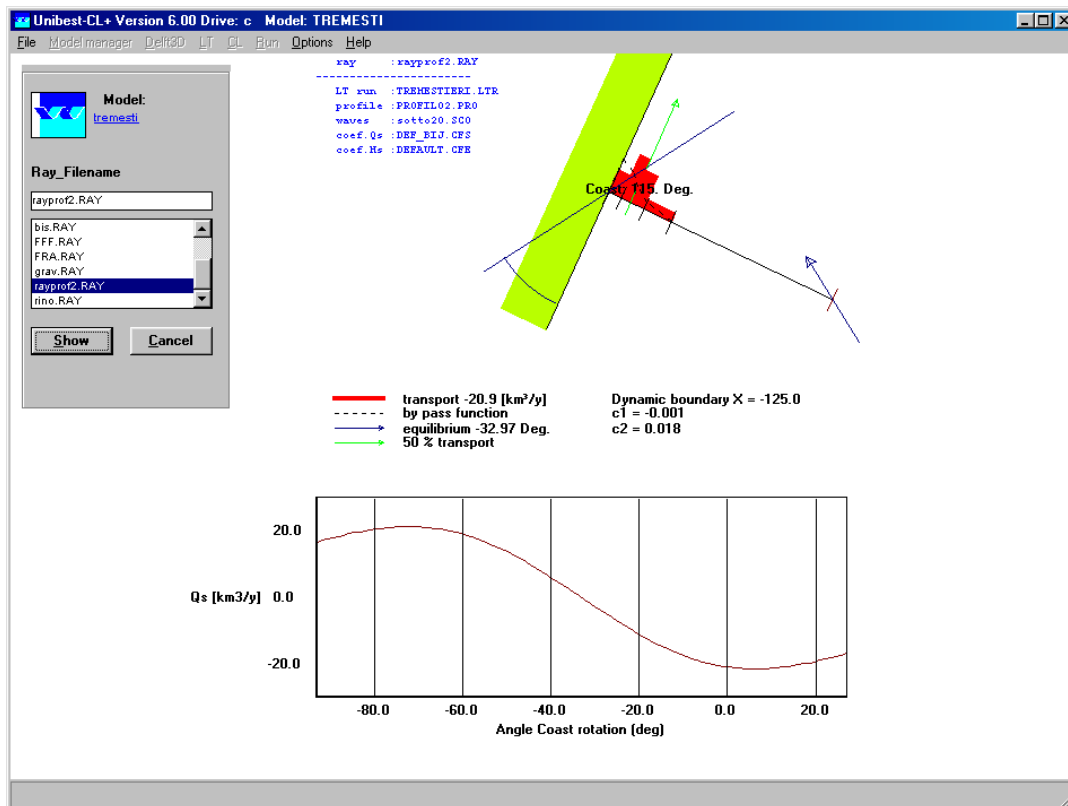 Unibest-CL+ Version 6.00 Drive: c Model: TREMESTI
File Model manager Delft3D LT CL Run Options Help
Model:
tremesti
Ray_Filename
rayprof2.RAY
bis.RAY
FFF.RAY
FRA.RAY
grav.RAY
rayprof2.RAY
rino.RAY
Show Cancel
ray :rayprof2.RAY
-----------------------
LT run :TREMESTIERI.LTR
profile :PROFIL02.PRO
waves :sotto20.SCO
coef.Qs :DEF_BIJ.CFS
coef.Hs :DEFAULT.CFE
Coast, 115. Deg.
transport -20.9 [km³/y] Dynamic boundary X = -125.0
by pass function c1 = -0.001
equilibrium -32.97 Deg. c2 = 0.018
50 % transport
20.0
Qs [km3/y] 0.0
-20.0
-80.0 -60.0 -40.0 -20.0 0.0 20.0
Angle Coast rotation (deg)